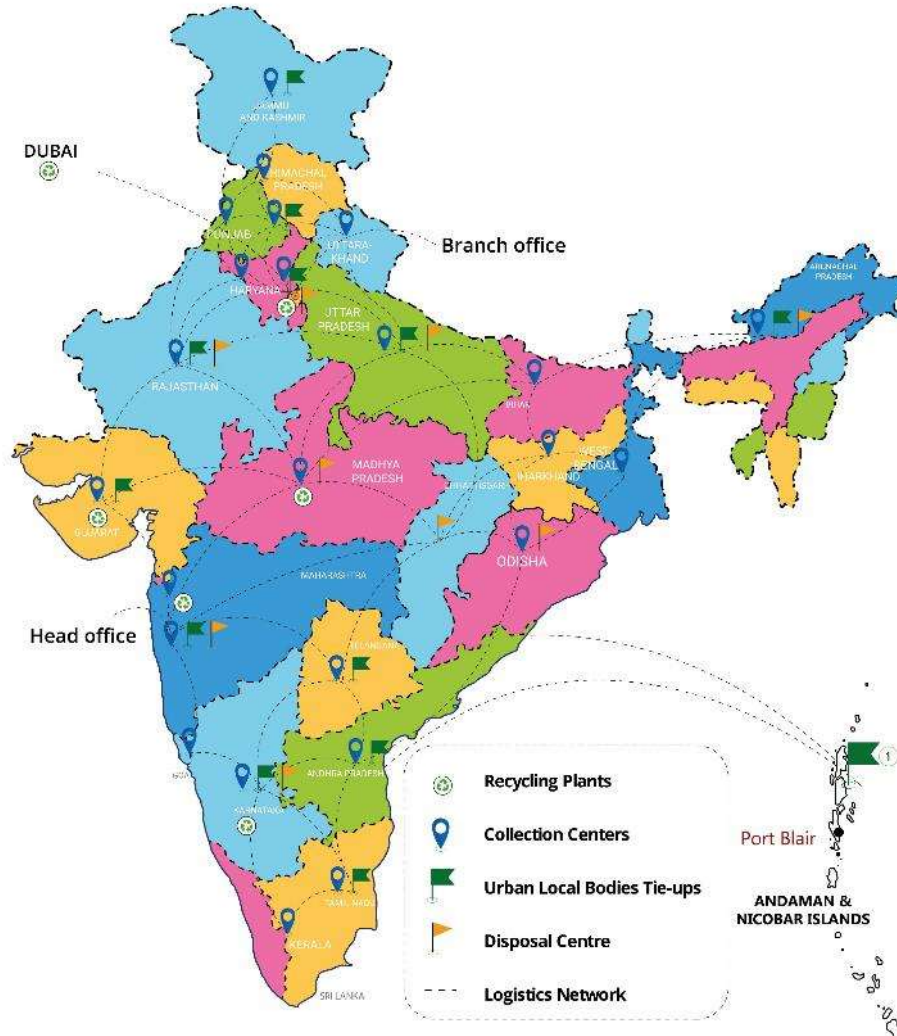 JAMMU
AND KASHMIR
DUBAI
HIMACHAL
PRADESH
PUNJAB
UTTARA-
KHAND
Branch office
ARUNACHAL
PRADESH
HARYANA
UTTAR
PRADESH
RAJASTHAN
BIHAR
MADHYA
PRADESH
WEST
BENGAL
JHARKHAND
CHHATTISGARH
GUJARAT
ODISHA
MAHARASHTRA
Head office
TELANGANA
GOA
ANDHRA PRADESH
KARNATAKA
Recycling Plants
Collection Centers
Port Blair
TAMIL NADU
Urban Local Bodies Tie-ups
ANDAMAN &
NICOBAR ISLANDS
KERALA
Disposal Centre
SRI LANKA
Logistics Network